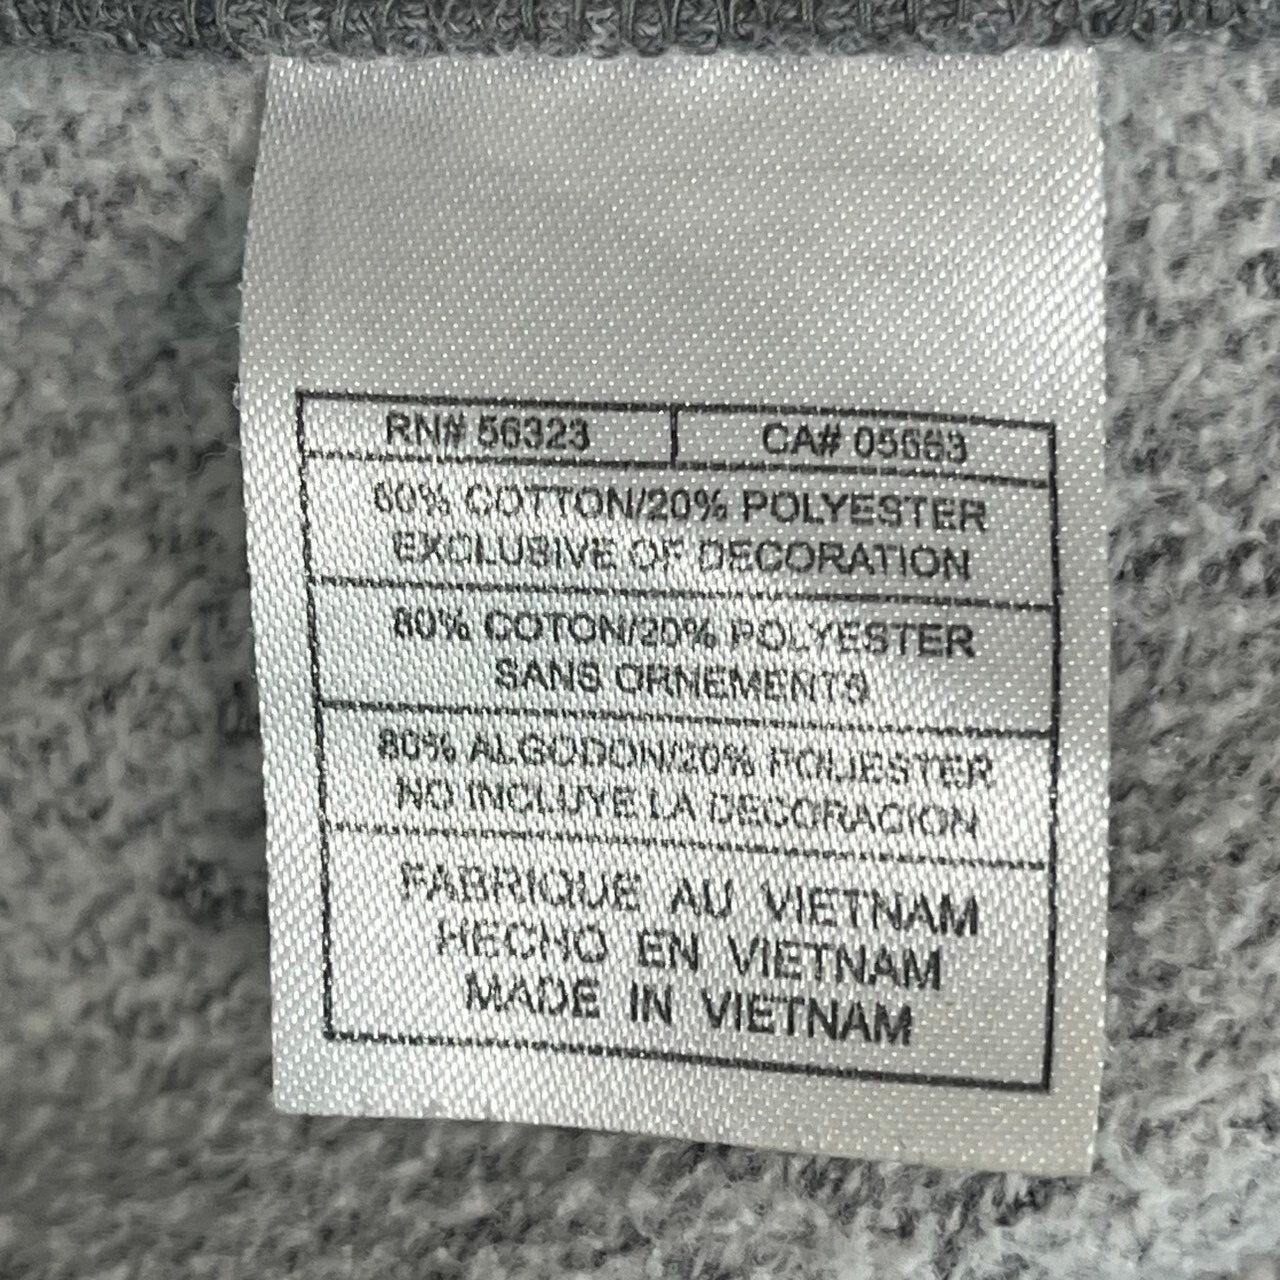 RN# 56323 CA# 05663
80% COTTON/20% POLYESTER
EXCLUSIVE OF DECORATION
80% COTON/20% POLYESTER
SANS ORNEMENTS
80% ALGODON/20% POLIESTER
NO INCLUYE LA DECORACION
FABRIQUE AU VIETNAM
HECHO EN VIETNAM
MADE IN VIETNAM